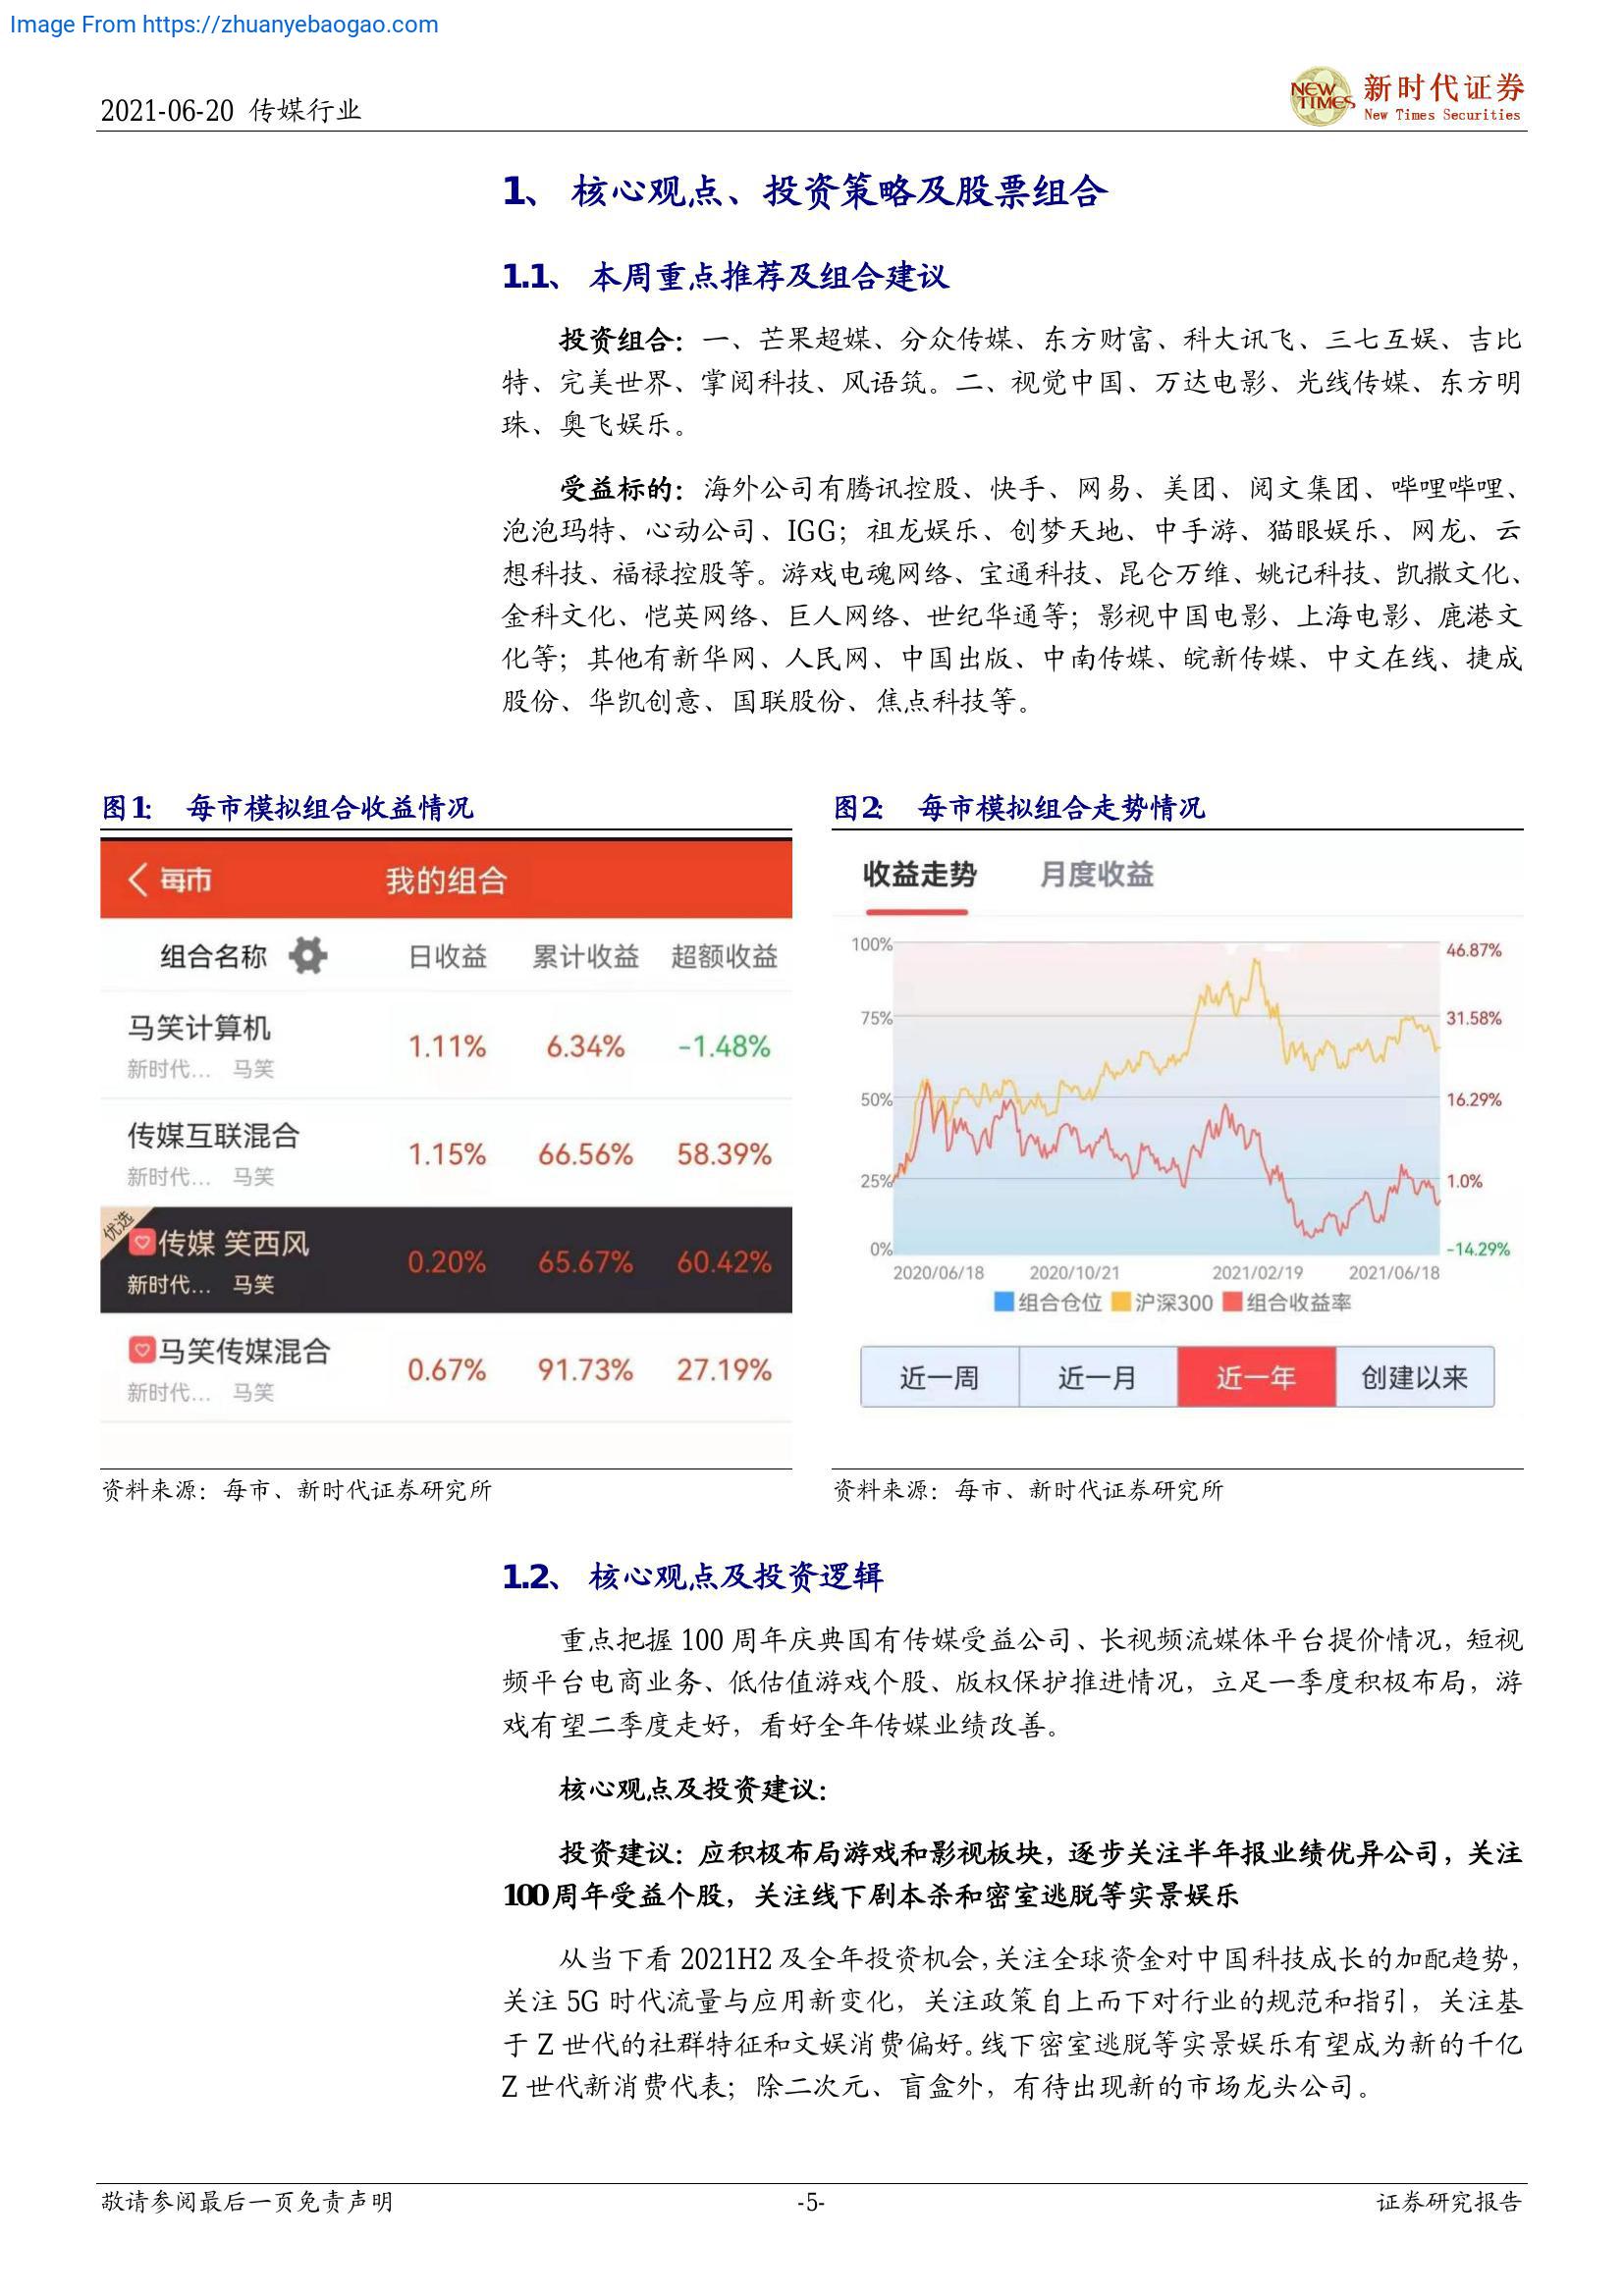 Image From https://zhuanyebaogao.com
2021-06-20 传媒行业
NEW TIMES 新时代证券
New Times Securities
1、 核心观点、投资策略及股票组合
1.1、 本周重点推荐及组合建议
投资组合：一、芒果超媒、分众传媒、东方财富、科大讯飞、三七互娱、吉比
特、完美世界、掌阅科技、风语筑。二、视觉中国、万达电影、光线传媒、东方明
珠、奥飞娱乐。
受益标的：海外公司有腾讯控股、快手、网易、美团、阅文集团、哔哩哔哩、
泡泡玛特、心动公司、IGG；祖龙娱乐、创梦天地、中手游、猫眼娱乐、网龙、云
想科技、福禄控股等。游戏电魂网络、宝通科技、昆仑万维、姚记科技、凯撒文化、
金科文化、恺英网络、巨人网络、世纪华通等；影视中国电影、上海电影、鹿港文
化等；其他有新华网、人民网、中国出版、中南传媒、皖新传媒、中文在线、捷成
股份、华凯创意、国联股份、焦点科技等。
图1： 每市模拟组合收益情况
每市 我的组合
组合名称 日收益 累计收益 超额收益
马笑计算机
1.11% 6.34% -1.48%
新时代... 马笑
传媒互联混合
1.15% 66.56% 58.39%
新时代... 马笑
优选
传媒 笑西风
0.20% 65.67% 60.42%
新时代... 马笑
马笑传媒混合
0.67% 91.73% 27.19%
新时代... 马笑
资料来源：每市、新时代证券研究所
图2： 每市模拟组合走势情况
收益走势 月度收益
100% 46.87%
75% 31.58%
50% 16.29%
25% 1.0%
0% -14.29%
2020/06/18 2020/10/21 2021/02/19 2021/06/18
组合仓位 沪深300 组合收益率
近一周 近一月 近一年 创建以来
资料来源：每市、新时代证券研究所
1.2、 核心观点及投资逻辑
重点把握 100 周年庆典国有传媒受益公司、长视频流媒体平台提价情况，短视
频平台电商业务、低估值游戏个股、版权保护推进情况，立足一季度积极布局，游
戏有望二季度走好，看好全年传媒业绩改善。
核心观点及投资建议：
投资建议：应积极布局游戏和影视板块，逐步关注半年报业绩优异公司，关注
100 周年受益个股，关注线下剧本杀和密室逃脱等实景娱乐
从当下看 2021H2 及全年投资机会，关注全球资金对中国科技成长的加配趋势，
关注 5G 时代流量与应用新变化，关注政策自上而下对行业的规范和指引，关注基
于 Z 世代的社群特征和文娱消费偏好。线下密室逃脱等实景娱乐有望成为新的千亿
Z 世代新消费代表；除二次元、盲盒外，有待出现新的市场龙头公司。
敬请参阅最后一页免责声明 -5- 证券研究报告